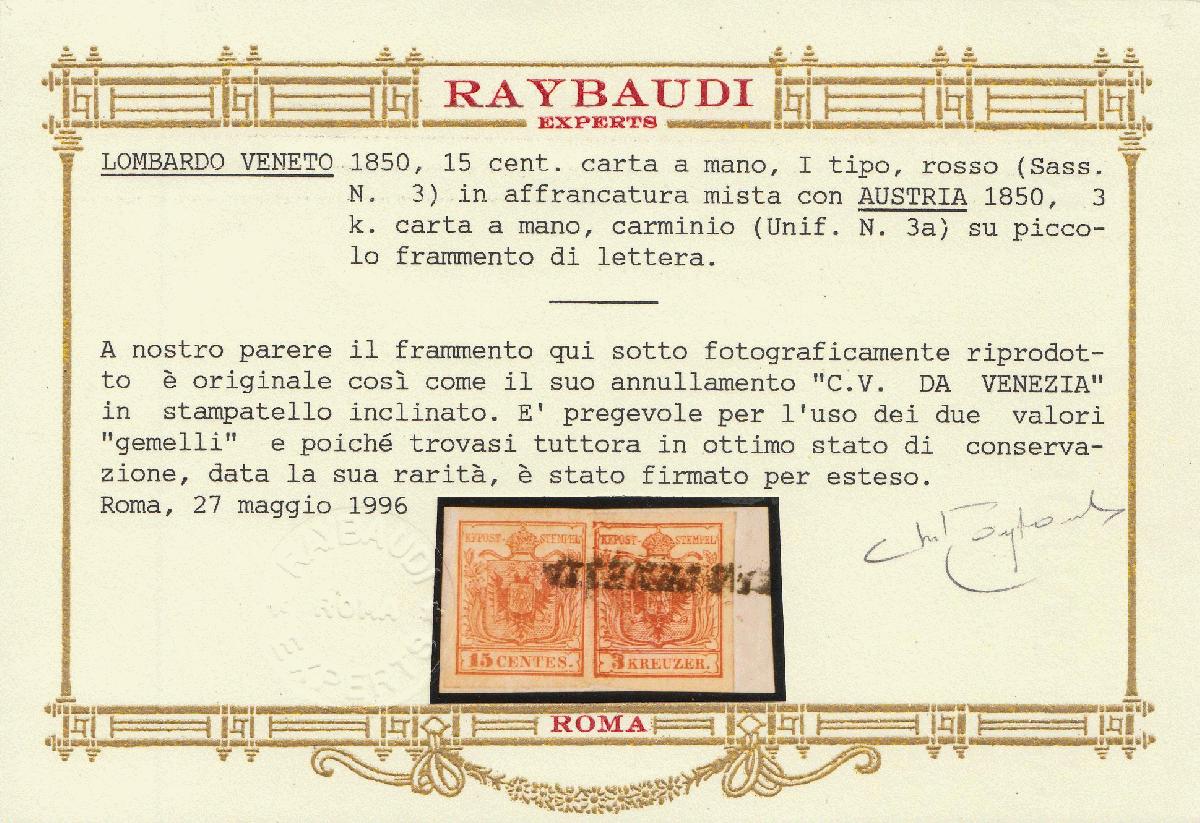 RAYBAUDI
EXPERTS
LOMBARDO VENETO 1850, 15 cent. carta a mano, I tipo, rosso (Sass.
N. 3) in affrancatura mista con AUSTRIA 1850, 3
k. carta a mano, carminio (Unif. N. 3a) su picco-
lo frammento di lettera.
A nostro parere il frammento qui sotto fotograficamente riprodot-
to è originale così come il suo annullamento "C.V. DA VENEZIA"
in stampatello inclinato. E' pregevole per l'uso dei due valori
"gemelli" e poiché trovasi tuttora in ottimo stato di conserva-
zione, data la sua rarità, è stato firmato per esteso.
Roma, 27 maggio 1996
RAYBAUDI
KKPOST-STEMPEL KKPOST-STEMPEL
15 CENTES. 3 KREUZER.
ROMA